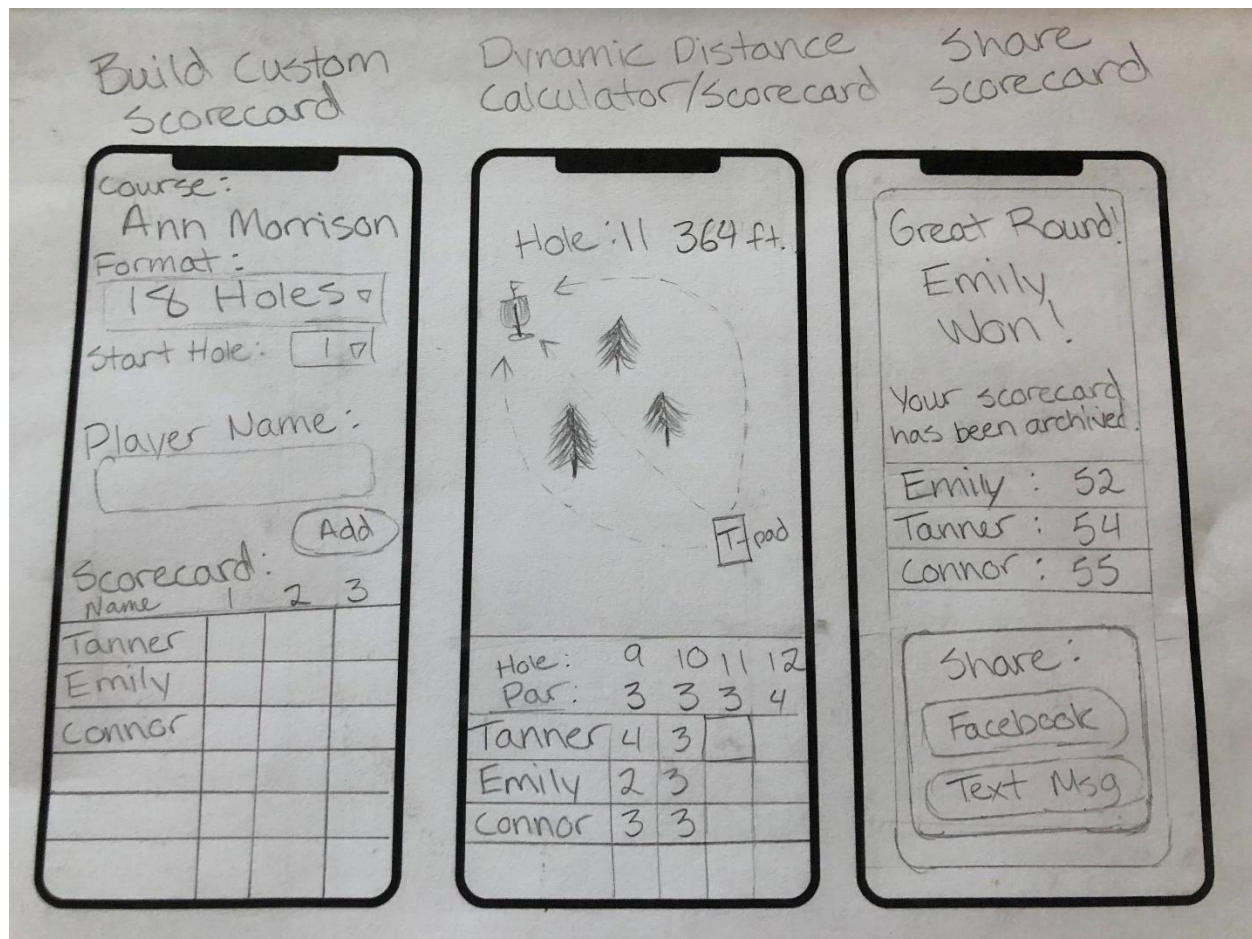 Build Custom
Scorecard
Course:
Ann Morrison
Format:
18 Holes
Start Hole: 1
Player Name:
Add
Scorecard:
Name 1 2 3
Tanner
Emily
Connor
Dynamic Distance
Calculator/Scorecard
Hole:11 364 ft.
T-pad
Hole: 9 10 11 12
Par: 3 3 3 4
Tanner 4 3
Emily 2 3
Connor 3 3
Share
Scorecard
Great Round!
Emily
Won!
Your scorecard
has been archived.
Emily: 52
Tanner: 54
Connor: 55
Share:
Facebook
Text Msg